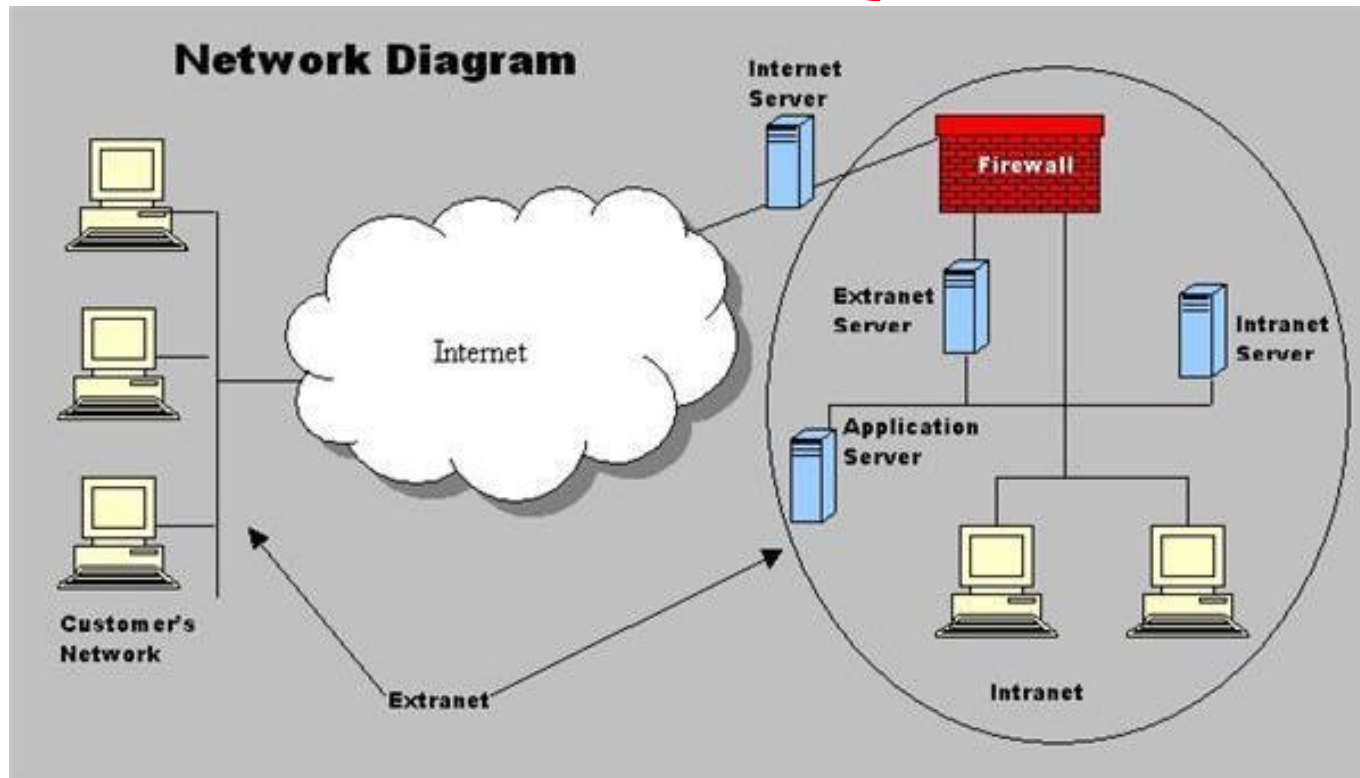 Network Diagram
Internet
Server
Firewall
Extranet
Server
Intranet
Server
Internet
Application
Server
Customer's
Network
Extranet
Intranet